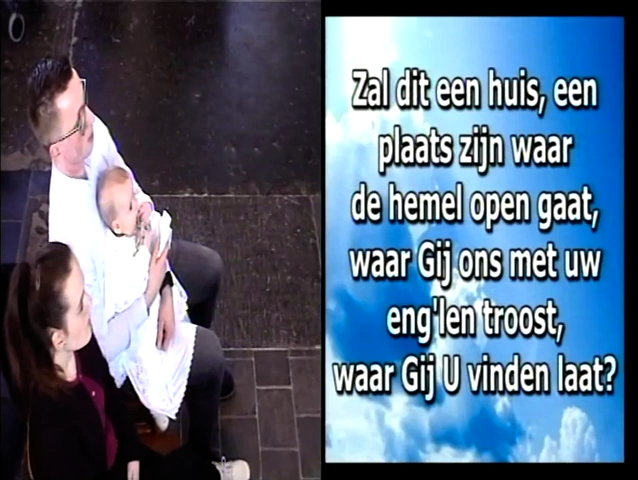 Zal dit een huis, een
plaats zijn waar
de hemel open gaat,
waar Gij ons met uw
eng'len troost,
waar Gij U vinden laat?